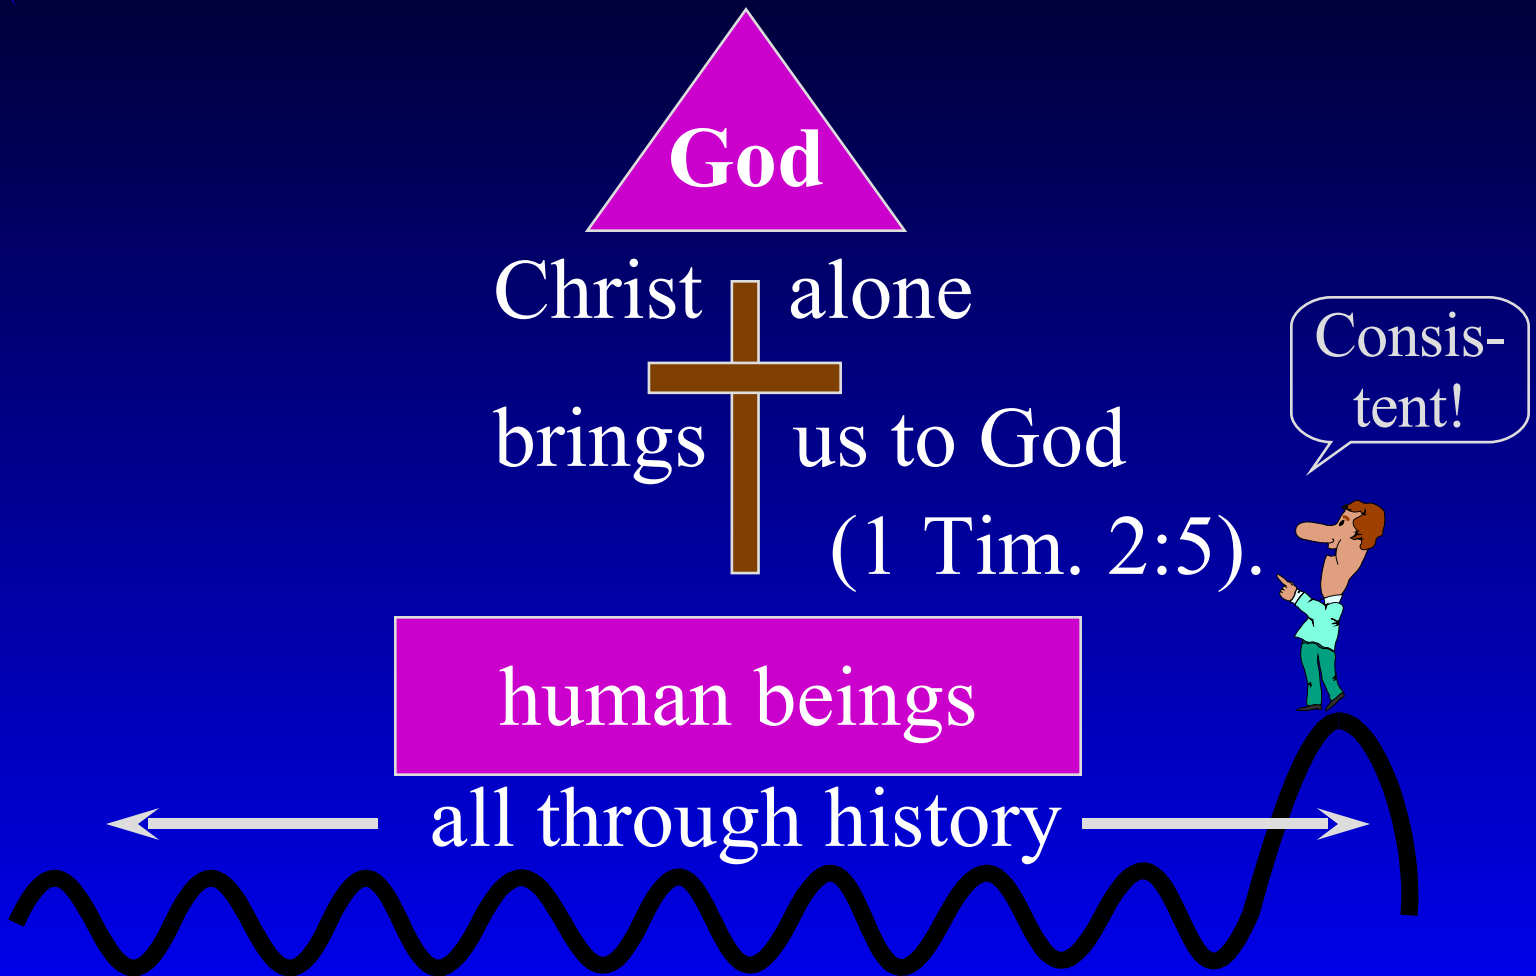 God
Christ alone
brings us to God
(1 Tim. 2:5).
Consis-
tent!
human beings
all through history